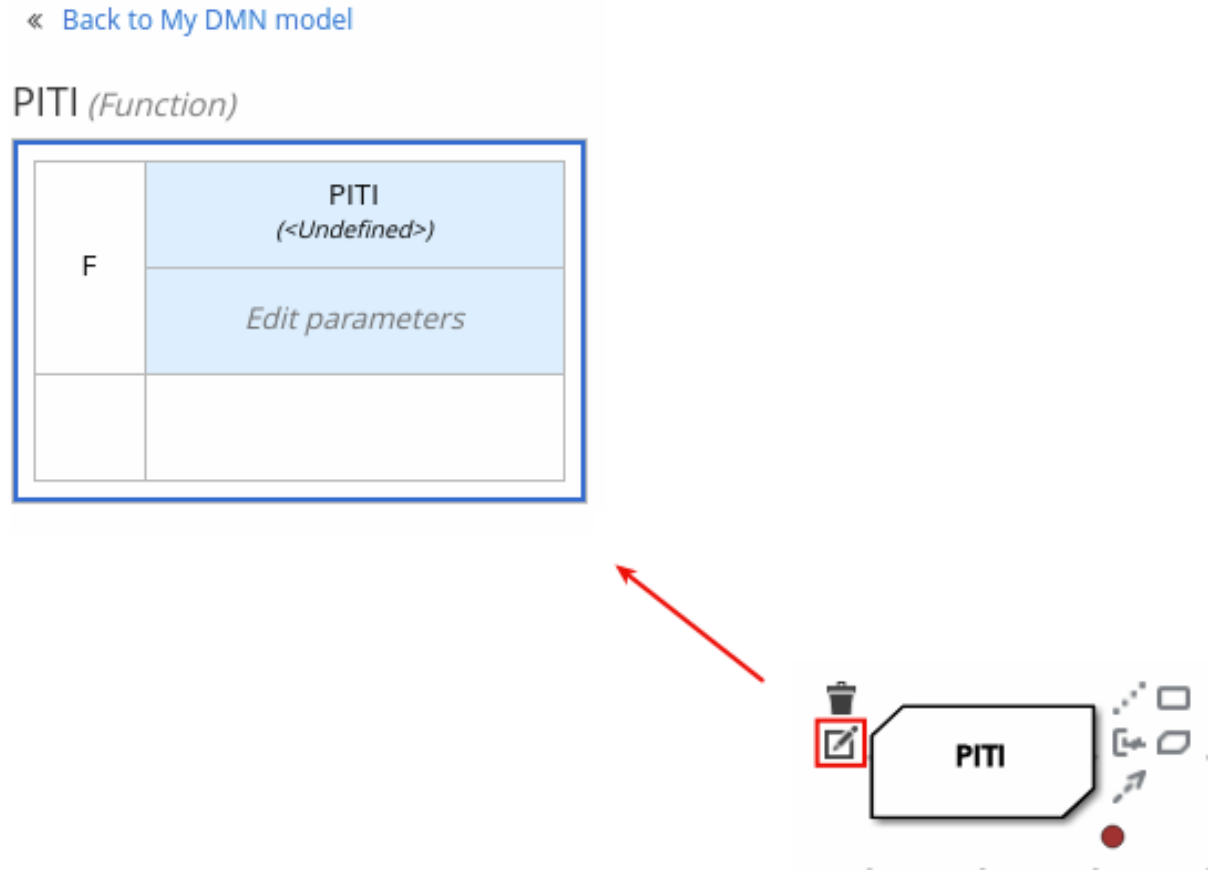 « Back to My DMN model
PITI (Function)
PITI
(<Undefined>)
F
Edit parameters
PITI